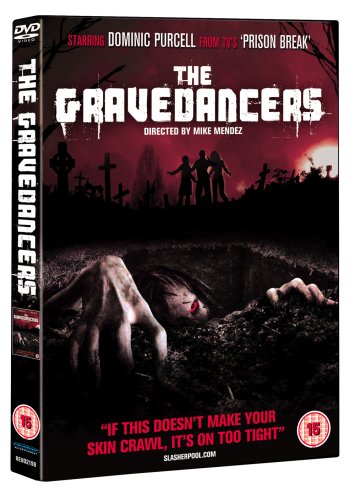 DVD
VIDEO
THE GRAVEDANCERS
15
STARRING DOMINIC PURCELL FROM TV'S 'PRISON BREAK'
THE
GRAVEDANCERS
DIRECTED BY MIKE MENDEZ
"IF THIS DOESN'T MAKE YOUR
SKIN CRAWL, IT'S ON TOO TIGHT"
SLASHERPOOL.COM
15